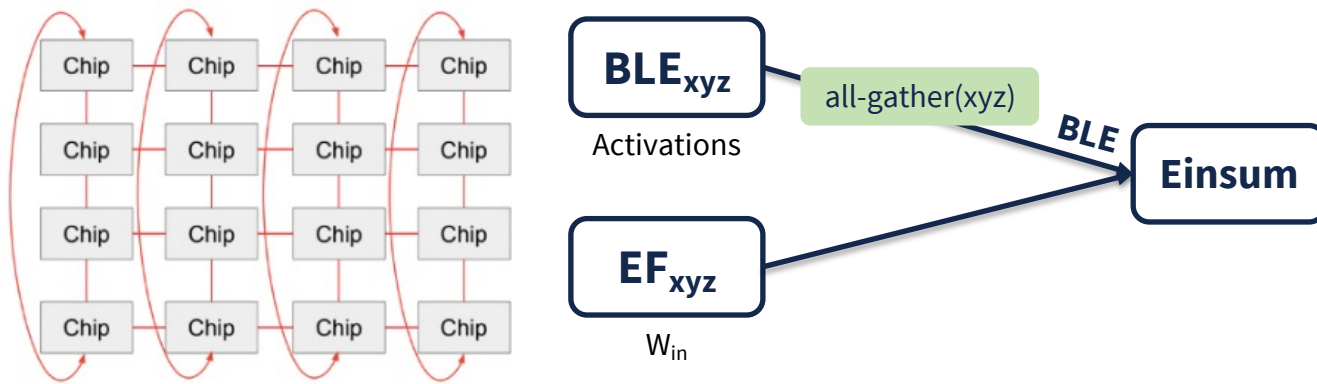 Chip Chip Chip Chip
Chip Chip Chip Chip
Chip Chip Chip Chip
Chip Chip Chip Chip
BLExyz
Activations
all-gather(xyz)
BLE
Einsum
EFxyz
Win